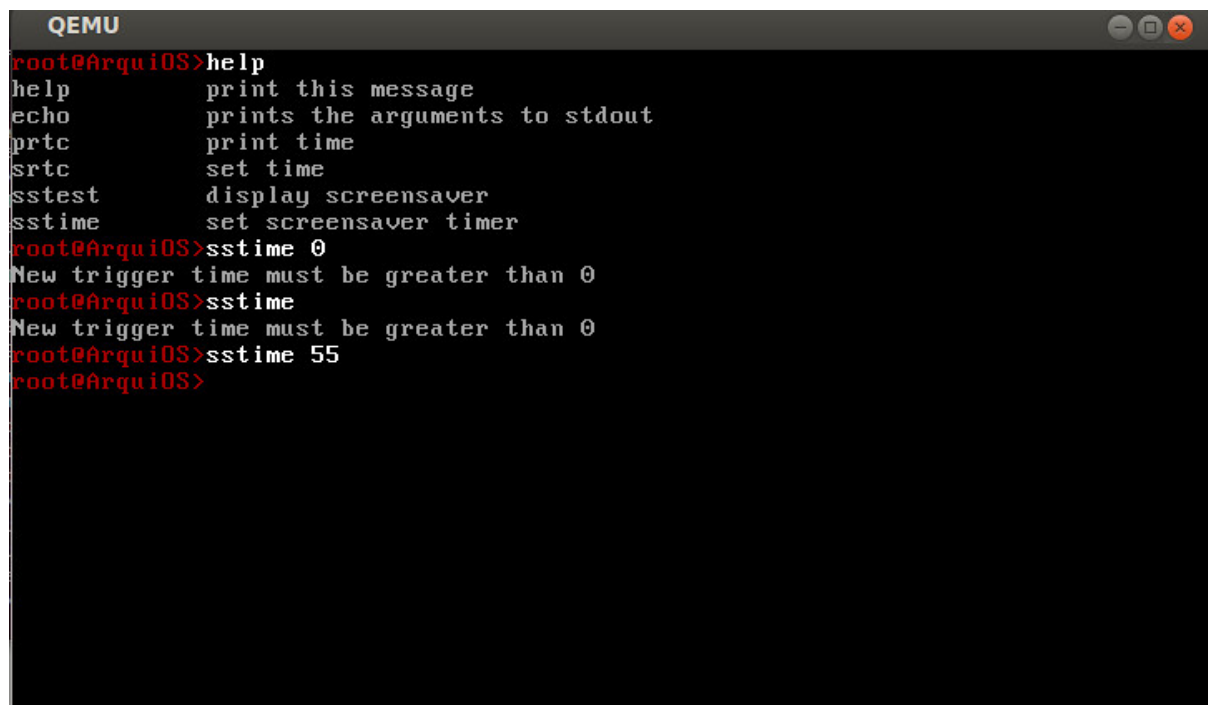 QEMU
root@ArquiOS>help
help         print this message
echo         prints the arguments to stdout
prtc         print time
srtc         set time
sstest       display screensaver
sstime       set screensaver timer
root@ArquiOS>sstime 0
New trigger time must be greater than 0
root@ArquiOS>sstime
New trigger time must be greater than 0
root@ArquiOS>sstime 55
root@ArquiOS>